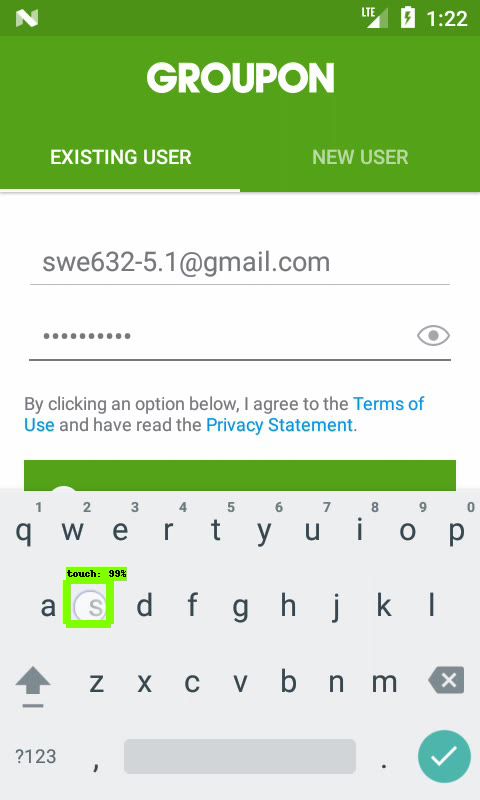 LTE 1:22
GROUPON
EXISTING USER NEW USER
swe632-5.1@gmail.com
••••••••••
By clicking an option below, I agree to the Terms of
Use and have read the Privacy Statement.
1 2 3 4 5 6 7 8 9 0
q w e r t y u i o p
touch: 99%
a s d f g h j k l
z x c v b n m
?123 , .